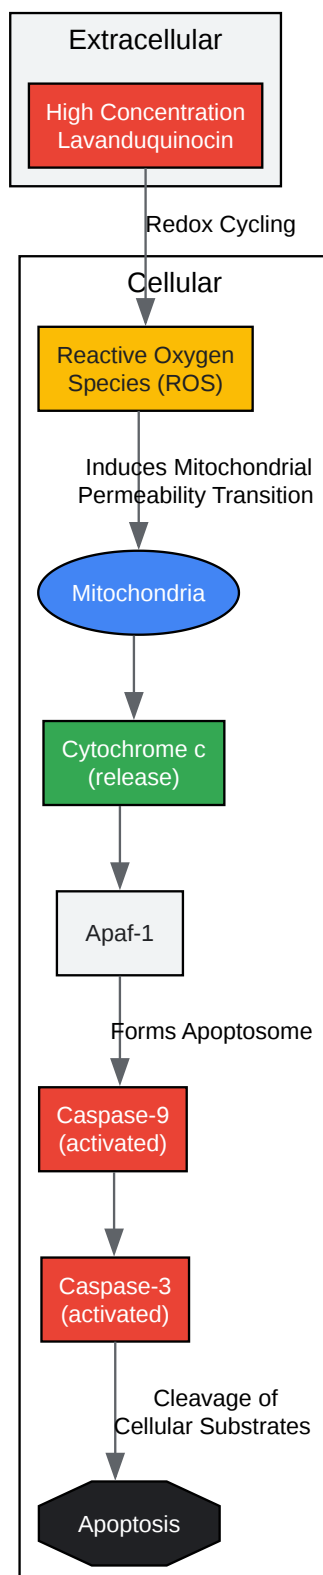 Extracellular
High Concentration
Lavanduquinocin
Redox Cycling
Cellular
Reactive Oxygen
Species (ROS)
Induces Mitochondrial
Permeability Transition
Mitochondria
Cytochrome c
(release)
Apaf-1
Forms Apoptosome
Caspase-9
(activated)
Caspase-3
(activated)
Cleavage of
Cellular Substrates
Apoptosis